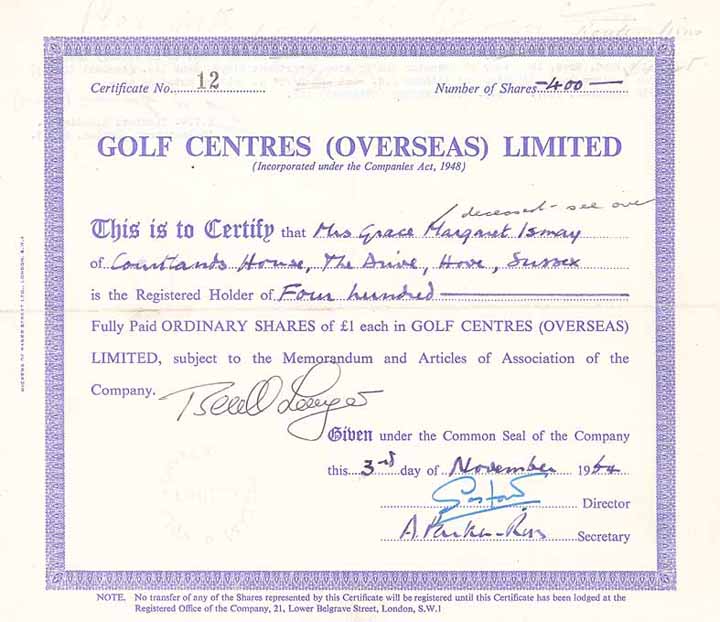 Certificate No. 12 Number of Shares - 400 -
GOLF CENTRES (OVERSEAS) LIMITED
(Incorporated under the Companies Act, 1948)
deceased - see over
This is to Certify that Mrs Grace Margaret Ismay
of Courtlands House, The Drive, Hove, Sussex
is the Registered Holder of Four hundred
Fully Paid ORDINARY SHARES of £1 each in GOLF CENTRES (OVERSEAS)
LIMITED, subject to the Memorandum and Articles of Association of the
Company.
Given under the Common Seal of the Company
this 3rd day of November 1964
Director
A. Parker-Ross Secretary
NOTE. No transfer of any of the Shares represented by this Certificate will be registered until this Certificate has been lodged at the
Registered Office of the Company, 21, Lower Belgrave Street, London, S.W.1